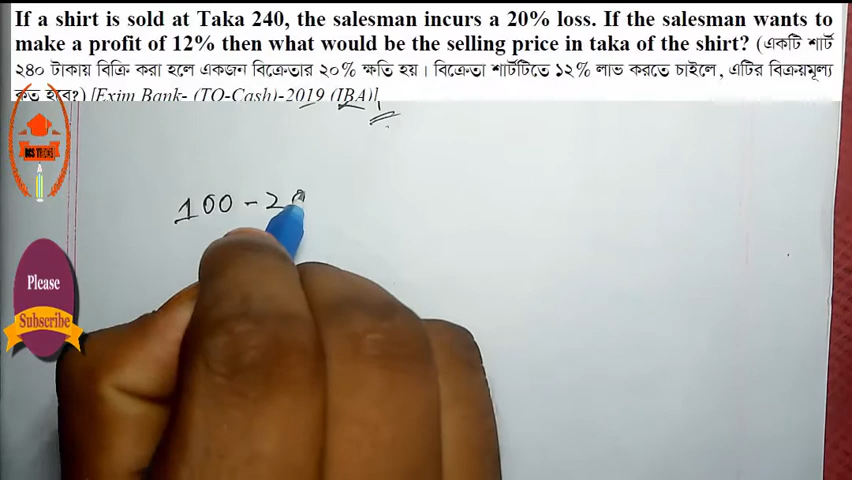 If a shirt is sold at Taka 240, the salesman incurs a 20% loss. If the salesman wants to
make a profit of 12% then what would be the selling price in taka of the shirt? (একটি শার্ট
২৪০ টাকায় বিক্রি করা হলে একজন বিক্রেতার ২০% ক্ষতি হয়। বিক্রেতা শার্টটিতে ১২% লাভ করতে চাইলে, এটির বিক্রয়মূল্য
কত হবে?) [Exim Bank- (TO-Cash)-2019 (IBA)]
100 - 20
Please
Subscribe